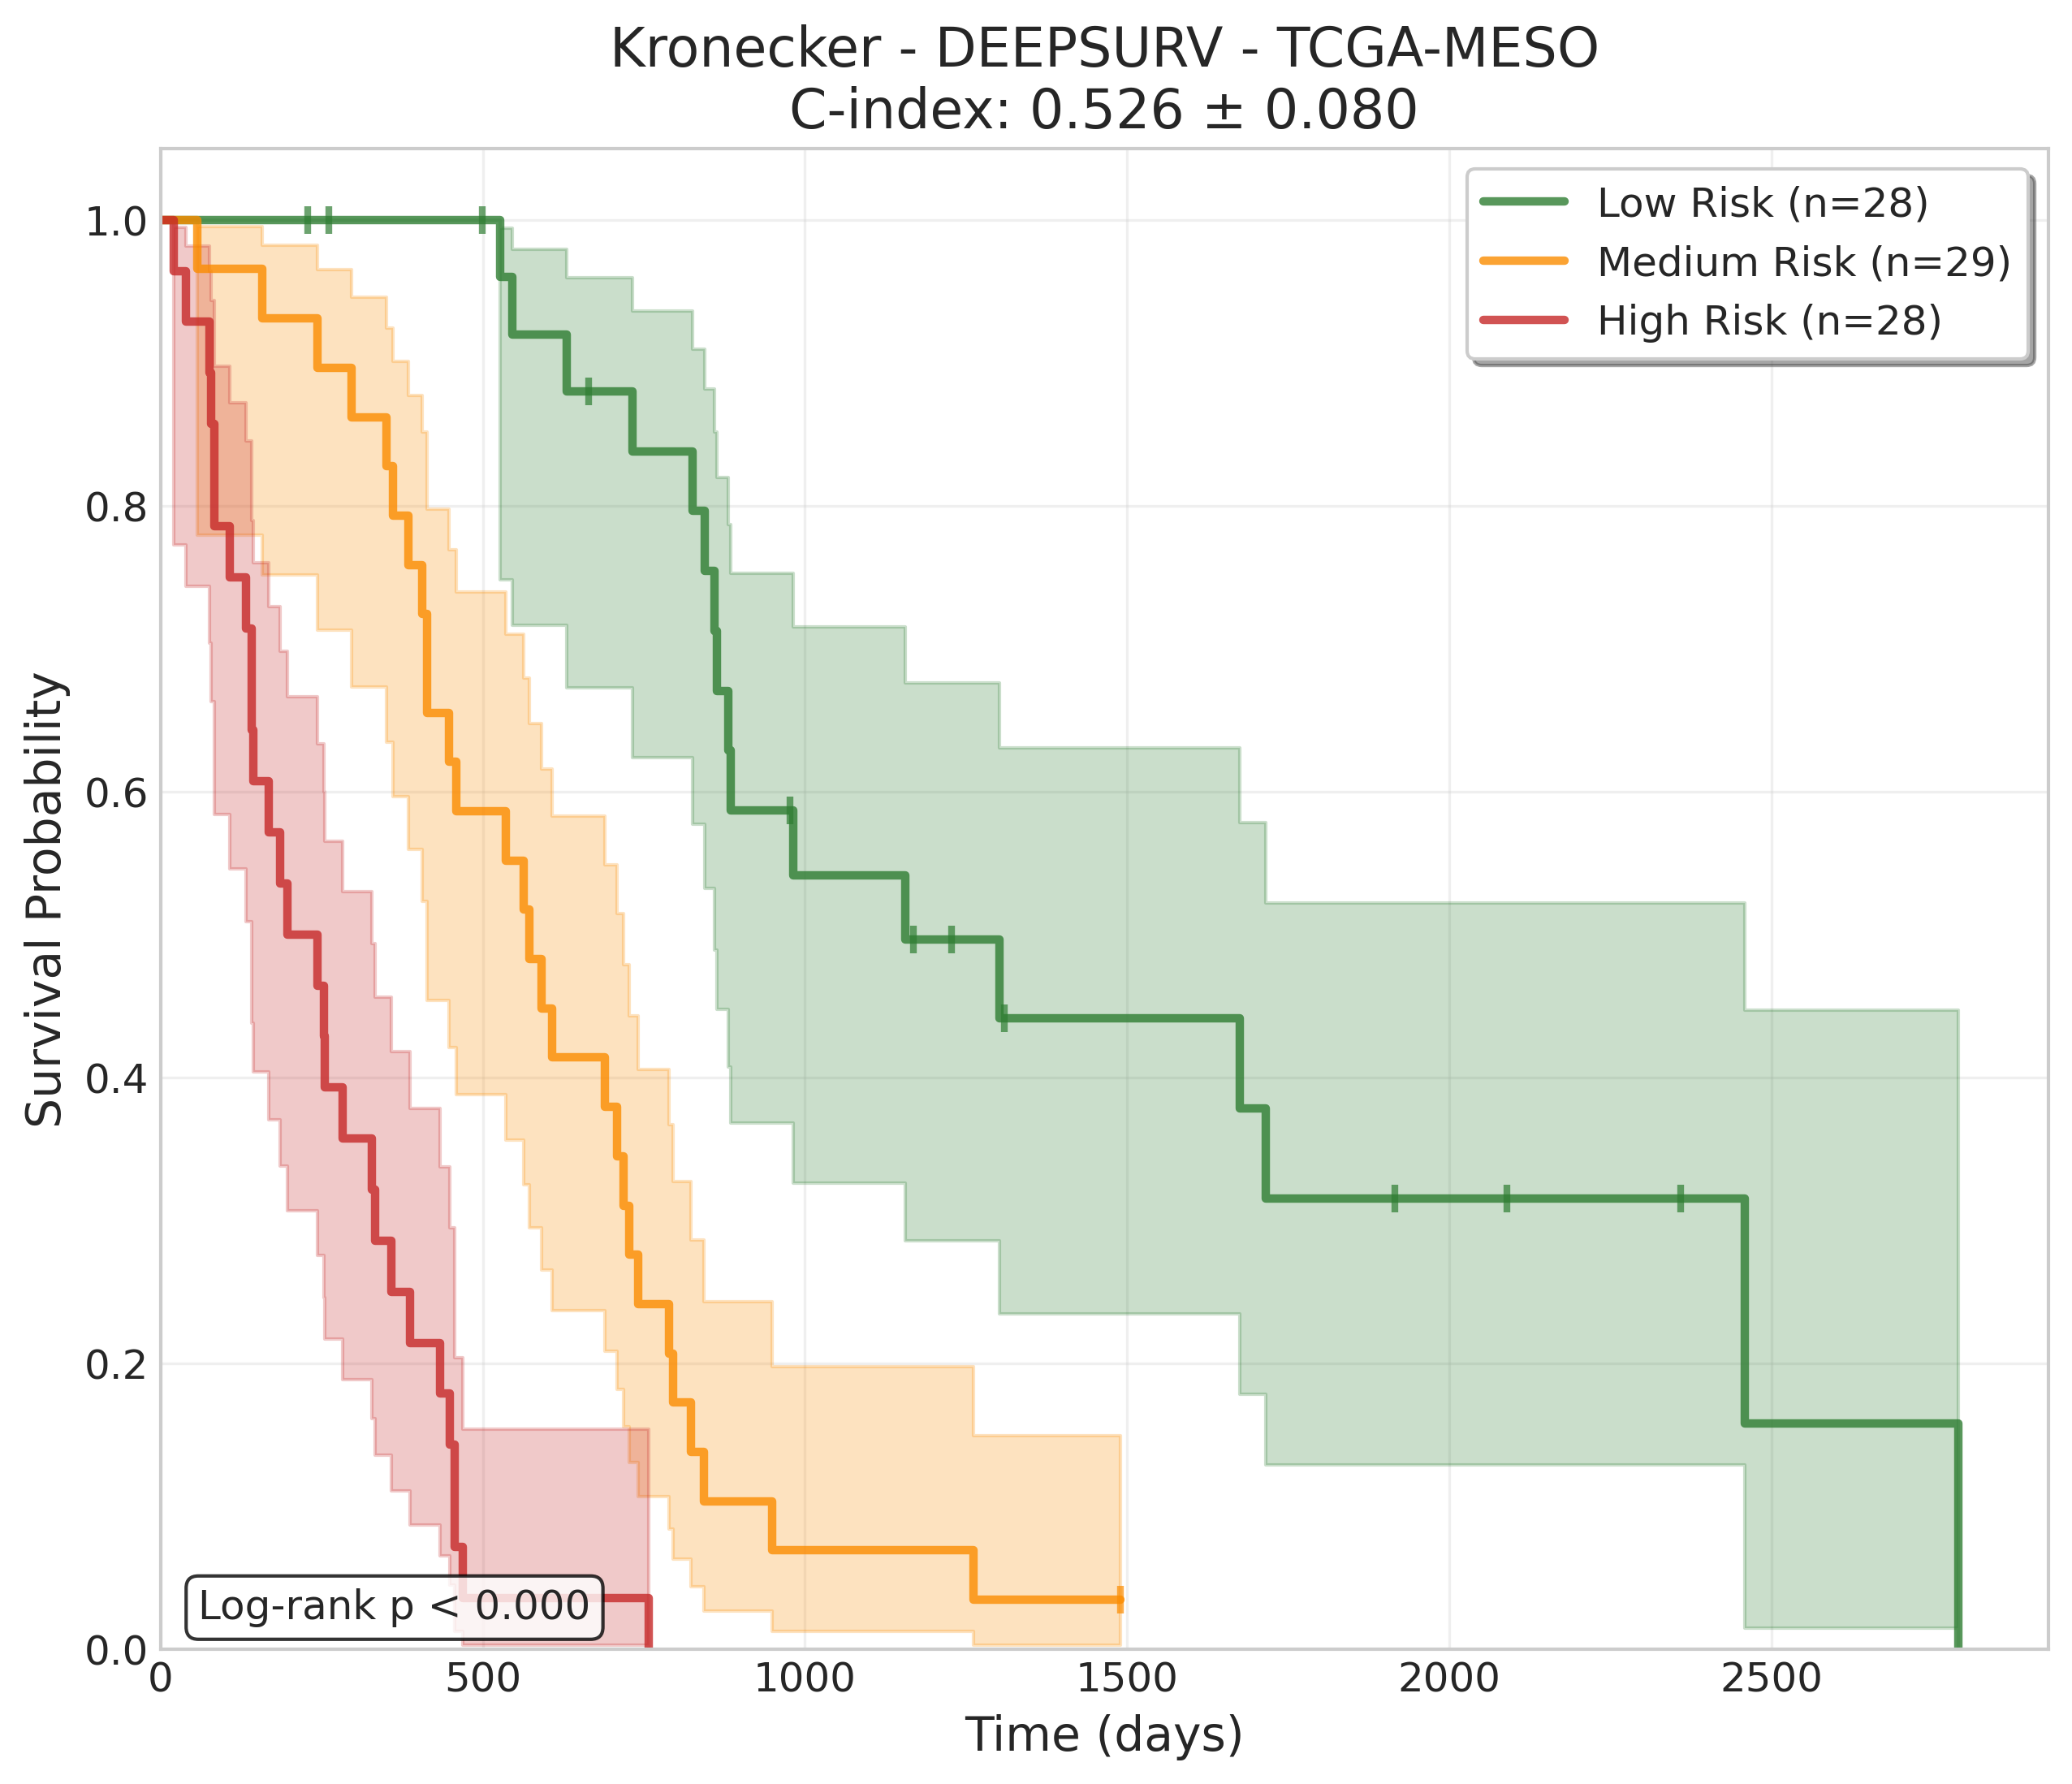 Kronecker - DEEPSURV - TCGA-MESO
C-index: 0.526 ± 0.080
Low Risk (n=28)
Medium Risk (n=29)
High Risk (n=28)
Survival Probability
1.0
0.8
0.6
0.4
0.2
0.0
Log-rank p < 0.000
0 500 1000 1500 2000 2500
Time (days)